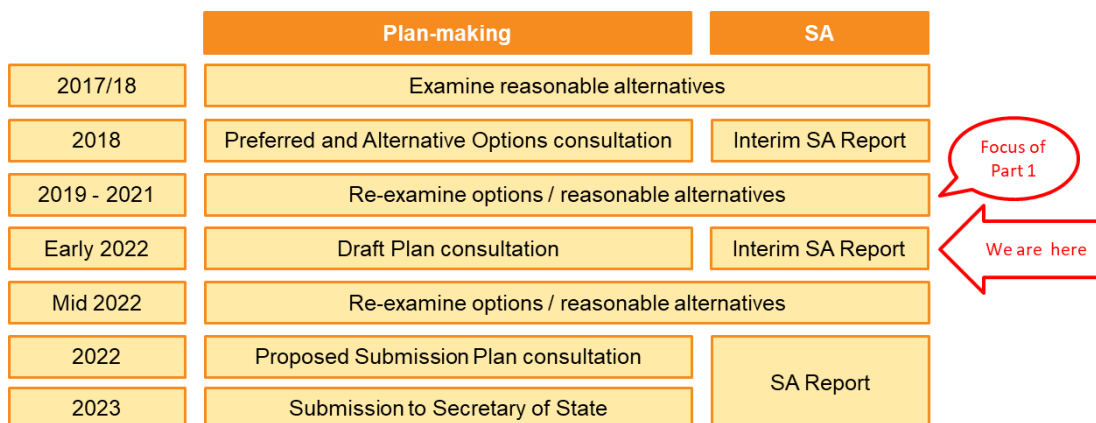 Plan-making
SA
2017/18
Examine reasonable alternatives
2018
Preferred and Alternative Options consultation
Interim SA Report
Focus of
Part 1
2019 - 2021
Re-examine options / reasonable alternatives
Early 2022
Draft Plan consultation
Interim SA Report
We are here
Mid 2022
Re-examine options / reasonable alternatives
2022
Proposed Submission Plan consultation
SA Report
2023
Submission to Secretary of State